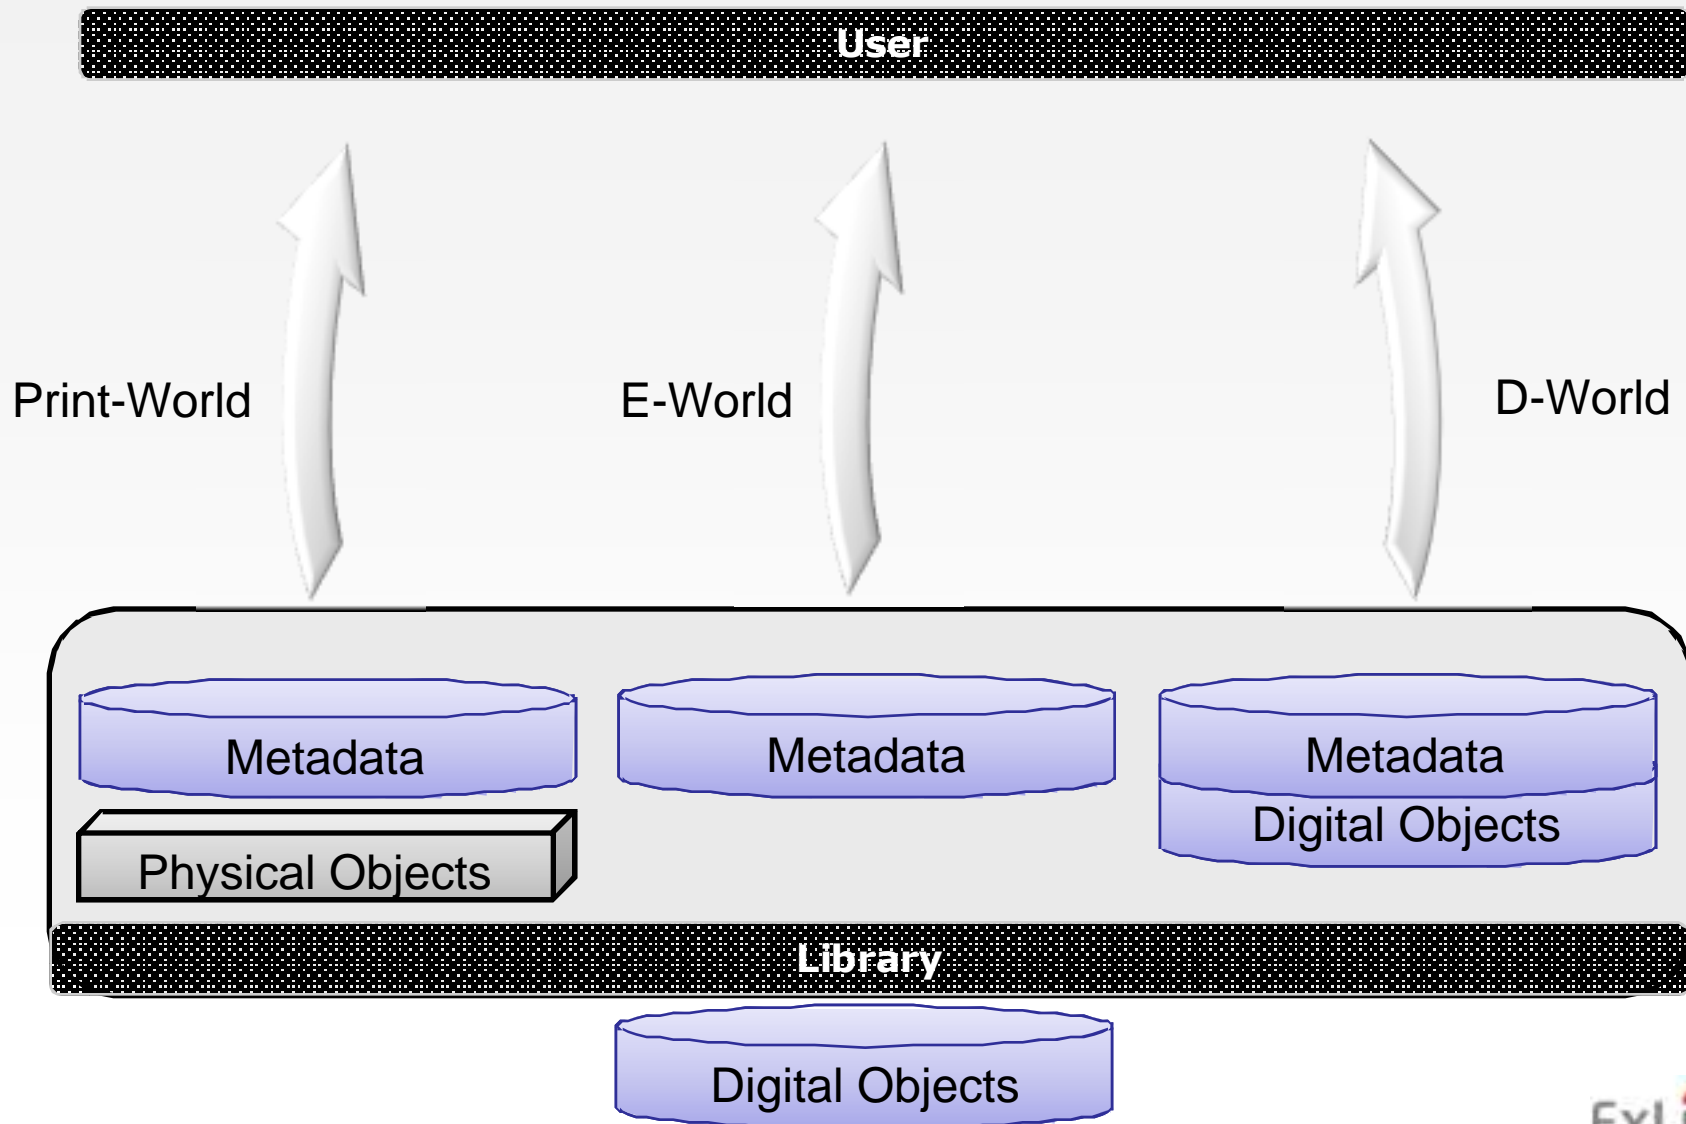 User
Print-World
E-World
D-World
Metadata
Metadata
Metadata
Digital Objects
Physical Objects
Library
Digital Objects